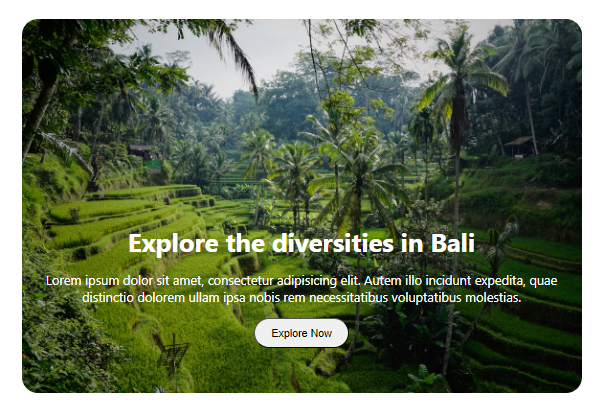 Explore the diversities in Bali
Lorem ipsum dolor sit amet, consectetur adipisicing elit. Autem illo incidunt expedita, quae
distinctio dolorem ullam ipsa nobis rem necessitatibus voluptatibus molestias.
Explore Now